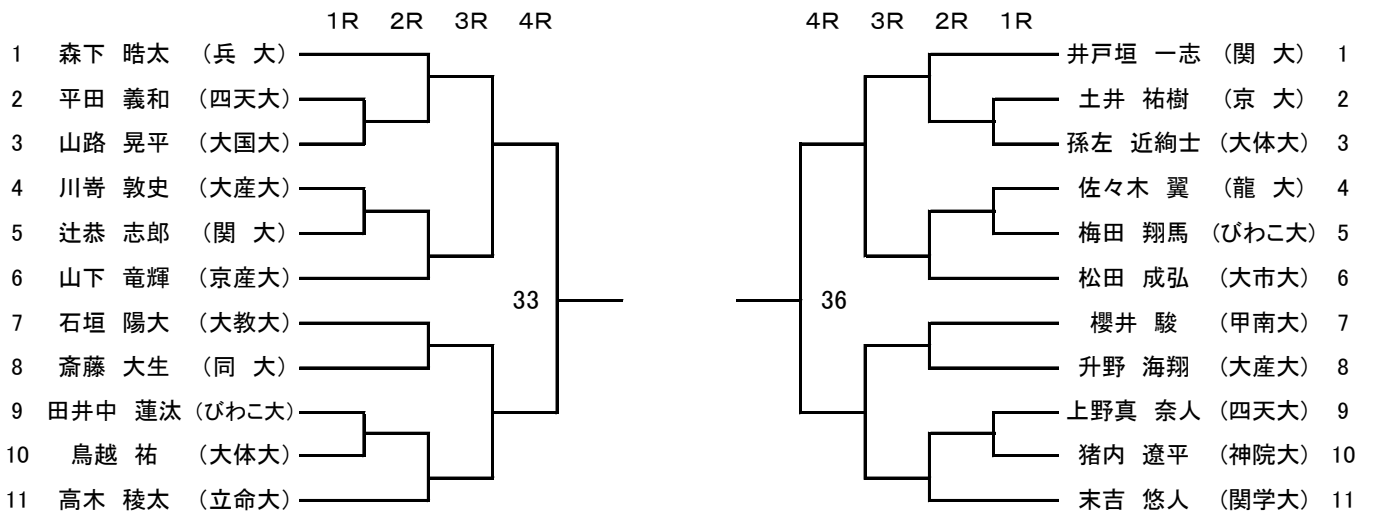 1R 2R 3R 4R
1 森下 晧太 (兵 大)
2 平田 義和 (四天大)
3 山路 晃平 (大国大)
4 川嵜 敦史 (大産大)
5 辻恭 志郎 (関 大)
6 山下 竜輝 (京産大)
33
7 石垣 陽大 (大教大)
8 斎藤 大生 (同 大)
9 田井中 蓮汰 (びわこ大)
10 鳥越 祐 (大体大)
11 高木 稜太 (立命大)
4R 3R 2R 1R
井戸垣 一志 (関 大) 1
土井 祐樹 (京 大) 2
孫左 近絢士 (大体大) 3
佐々木 翼 (龍 大) 4
梅田 翔馬 (びわこ大) 5
松田 成弘 (大市大) 6
36
櫻井 駿 (甲南大) 7
升野 海翔 (大産大) 8
上野真 奈人 (四天大) 9
猪内 遼平 (神院大) 10
末吉 悠人 (関学大) 11